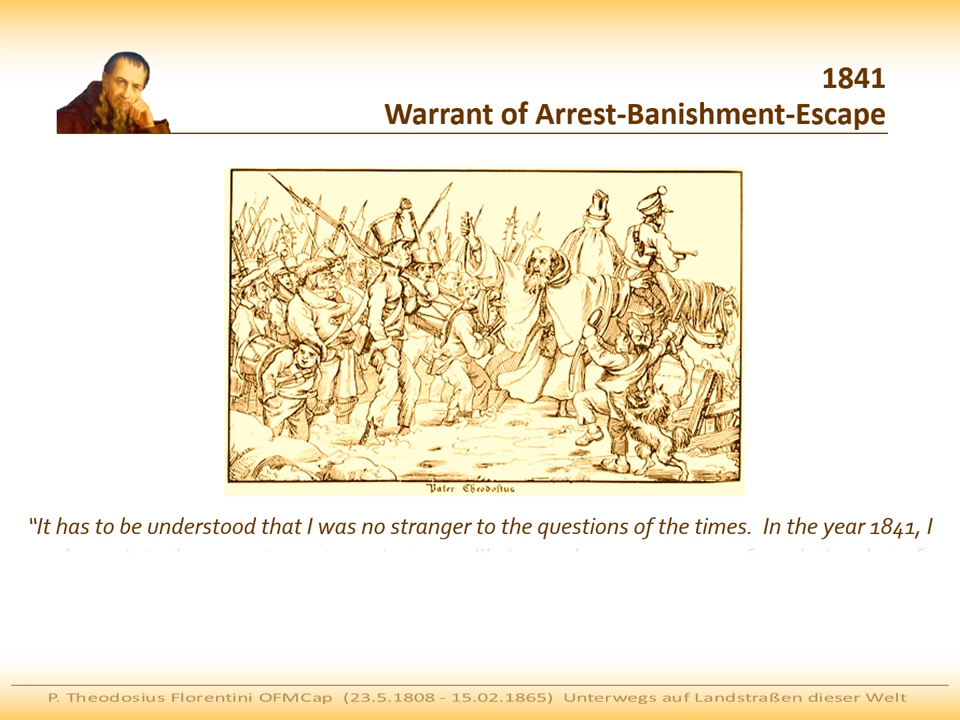 1841
Warrant of Arrest-Banishment-Escape
Pater Theodosius
“It has to be understood that I was no stranger to the questions of the times.  In the year 1841, I
P. Theodosius Florentini OFMCap  (23.5.1808 - 15.02.1865)  Unterwegs auf Landstraßen dieser Welt